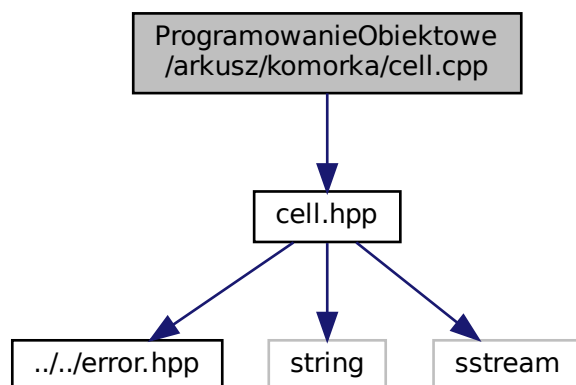 ProgramowanieObiektowe
/arkusz/komorka/cell.cpp
cell.hpp
../../error.hpp
string
sstream